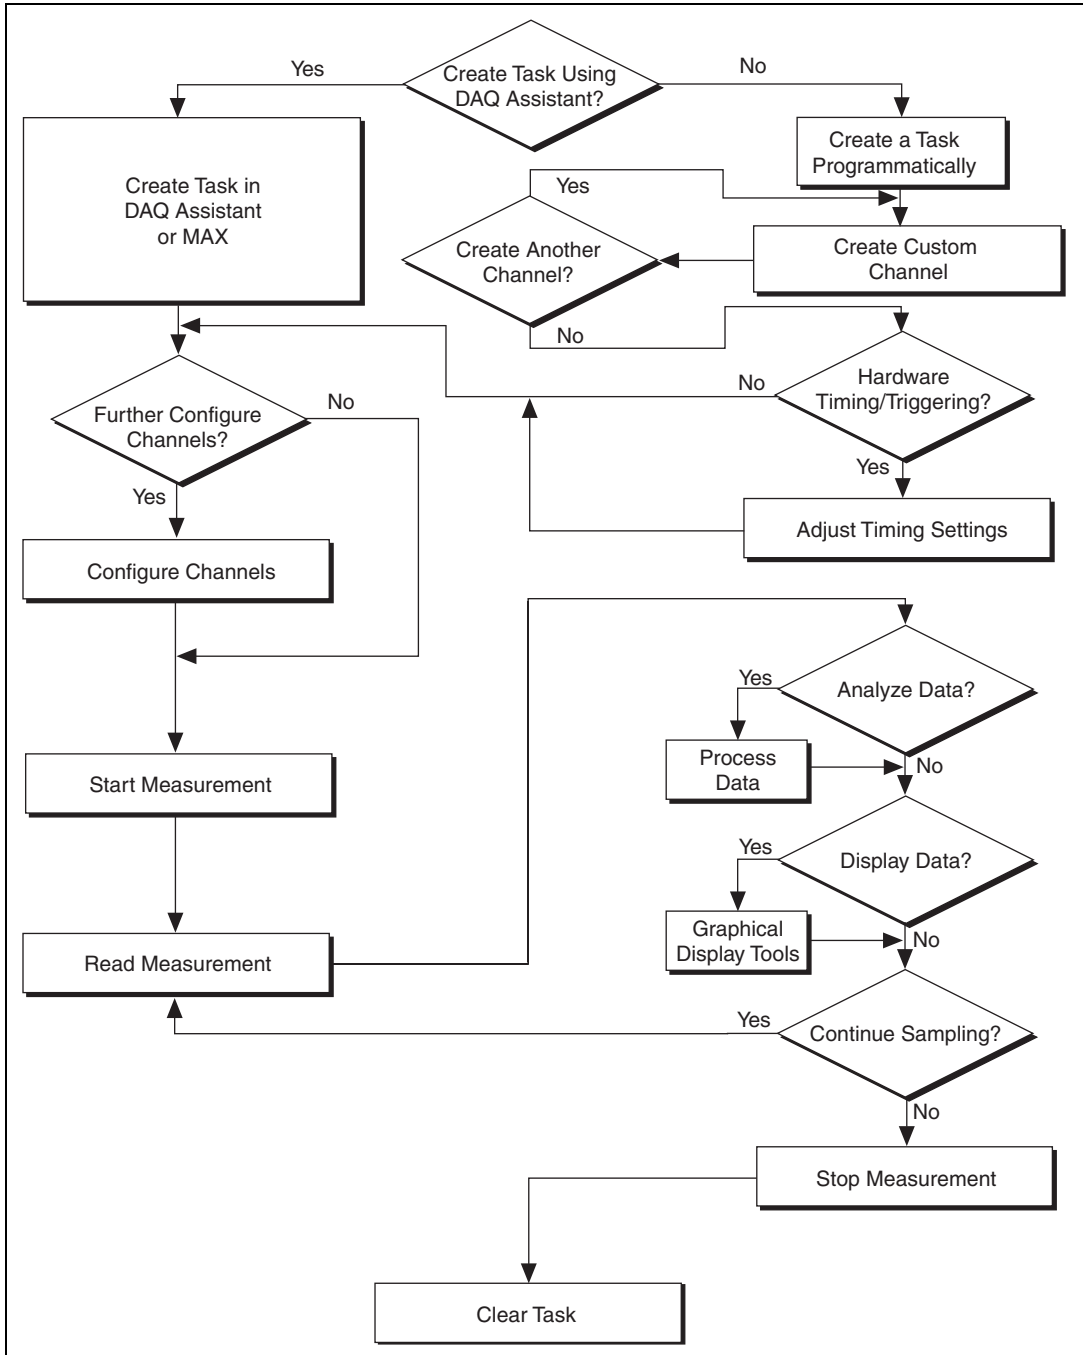 Yes
Create Task Using
DAQ Assistant?
No
Create Task in
DAQ Assistant
or MAX
Create a Task
Programmatically
Yes
Create Another
Channel?
Create Custom
Channel
No
Hardware
Timing/Triggering?
No
Yes
Adjust Timing Settings
Further Configure
Channels?
No
Yes
Configure Channels
Start Measurement
Read Measurement
Analyze Data?
Yes
Process
Data
No
Display Data?
Yes
Graphical
Display Tools
No
Continue Sampling?
Yes
No
Stop Measurement
Clear Task